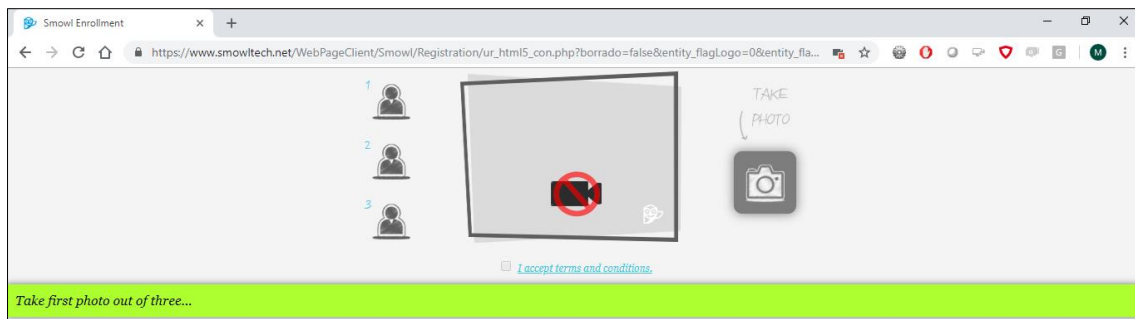 Smowl Enrollment
https://www.smowltech.net/WebPageClient/Smowl/Registration/ur_html5_con.php?borrado=false&entity_flagLogo=0&entity_fla...
G
M
1
2
3
TAKE
PHOTO
I accept terms and conditions.
Take first photo out of three...